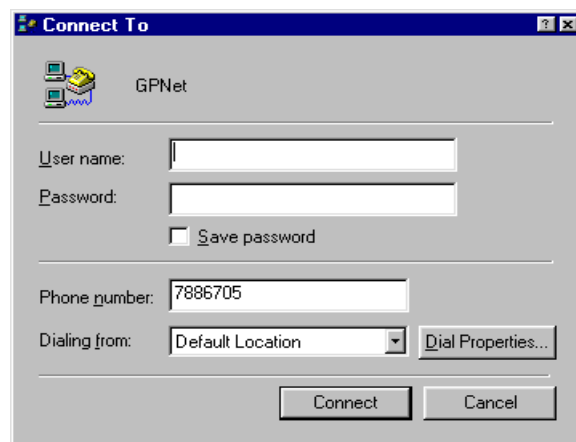 Connect To
GPNet
User name:
Password:
Save password
Phone number: 7886705
Dialing from: Default Location Dial Properties...
Connect Cancel